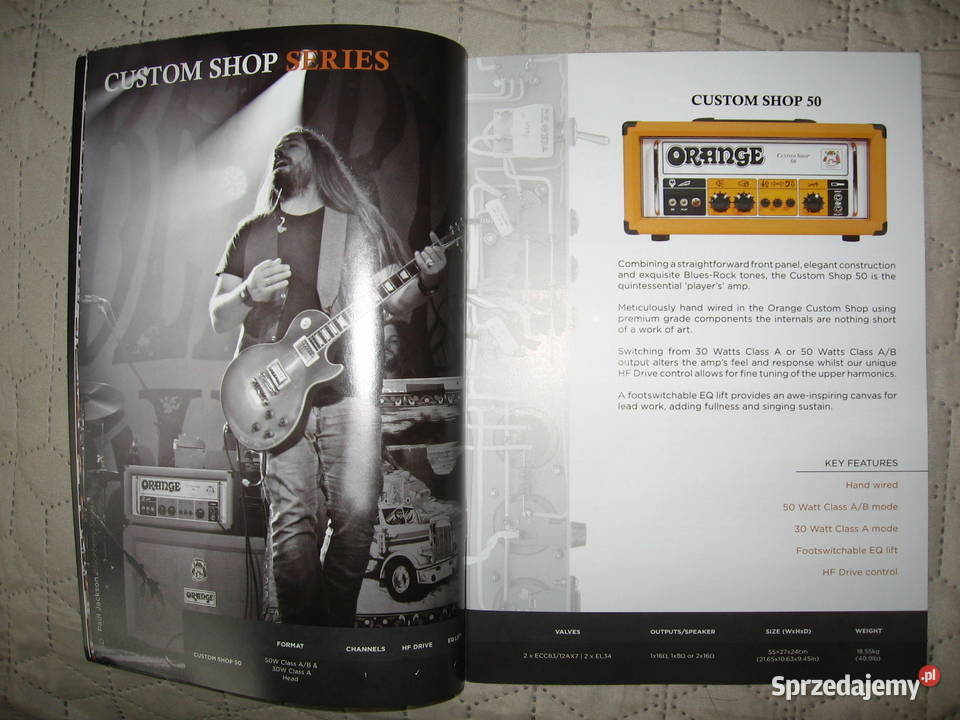 CUSTOM SHOP SERIES
ORANGE
ORANGE
Paul Jackson
FORMAT
CHANNELS
HF DRIVE
EQ LIFT
CUSTOM SHOP 50
50W Class A/B &
30W Class A
Head
1
✓
✓
CUSTOM SHOP 50
ORANGE
Custom Shop
50
Combining a straightforward front panel, elegant construction
and exquisite Blues-Rock tones, the Custom Shop 50 is the
quintessential 'player's' amp.
Meticulously hand wired in the Orange Custom Shop using
premium grade components the internals are nothing short
of a work of art.
Switching from 30 Watts Class A or 50 Watts Class A/B
output alters the amp's feel and response whilst our unique
HF Drive control allows for fine tuning of the upper harmonics.
A footswitchable EQ lift provides an awe-inspiring canvas for
lead work, adding fullness and singing sustain.
KEY FEATURES
Hand wired
50 Watt Class A/B mode
30 Watt Class A mode
Footswitchable EQ lift
HF Drive control
VALVES
OUTPUTS/SPEAKER
SIZE (WxHxD)
WEIGHT
2 x ECC83/12AX7 | 2 x EL34
1x16Ω, 1x8Ω or 2x16Ω
55×27x24cm
(21.65×10.63×9.45in)
18.55kg
(40.9lb)
Sprzedajemy.pl